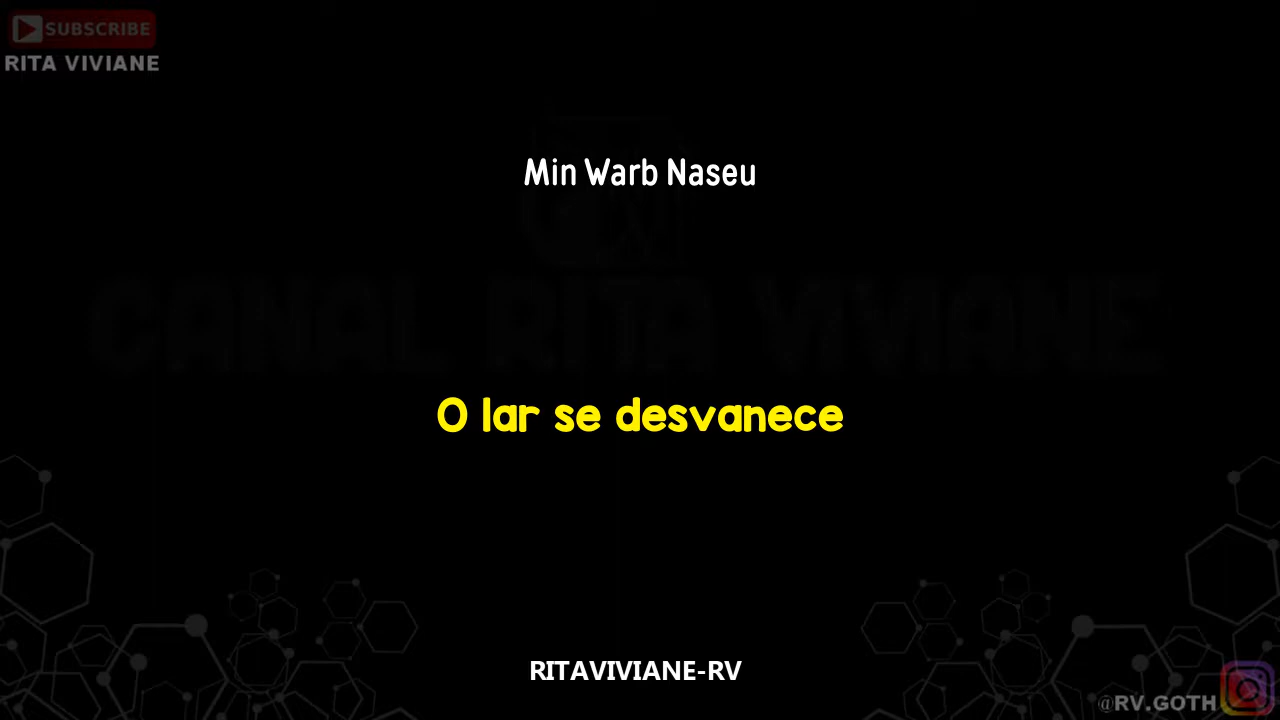 SUBSCRIBE
RITA VIVIANE
Min Warb Naseu
CANAL RITA VIVIANE
O lar se desvanece
RITAVIVIANE-RV
@RV.GOTH